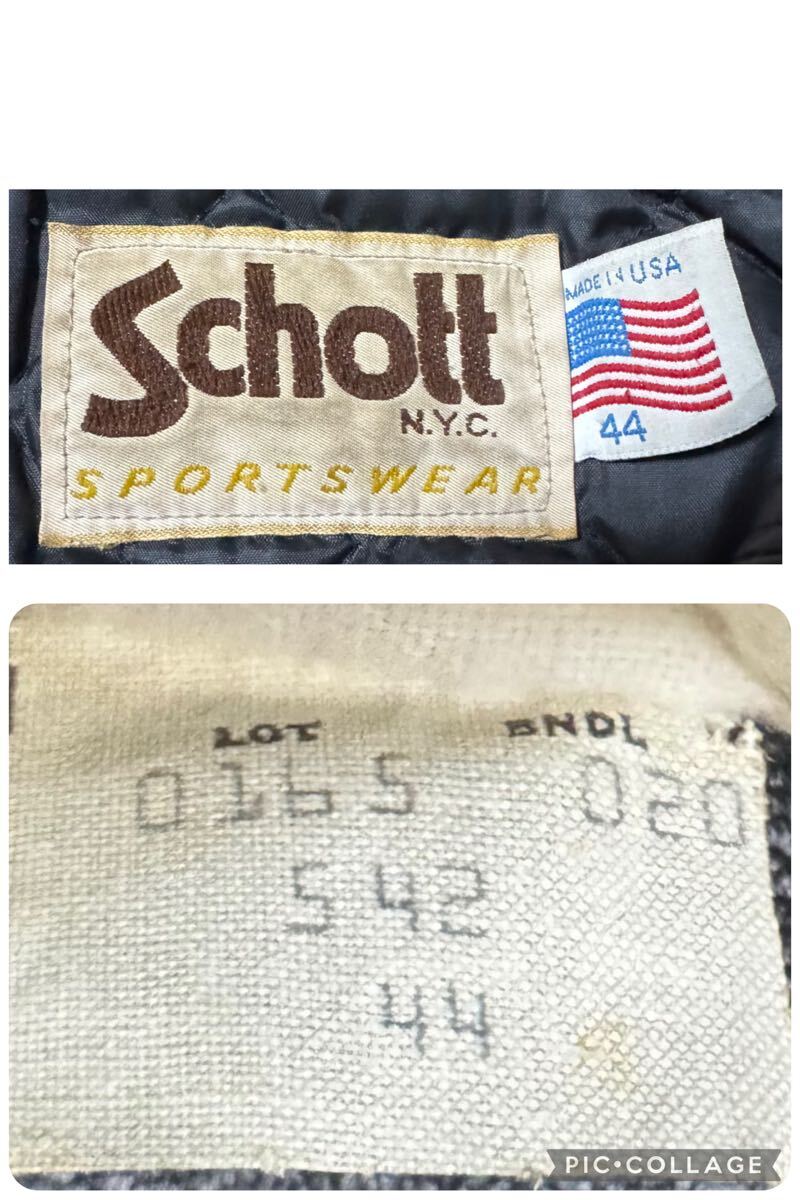 Schott
N.Y.C.
SPORTSWEAR
MADE IN USA
44
LOT BNDL
0165 020
542
44
PIC•COLLAGE